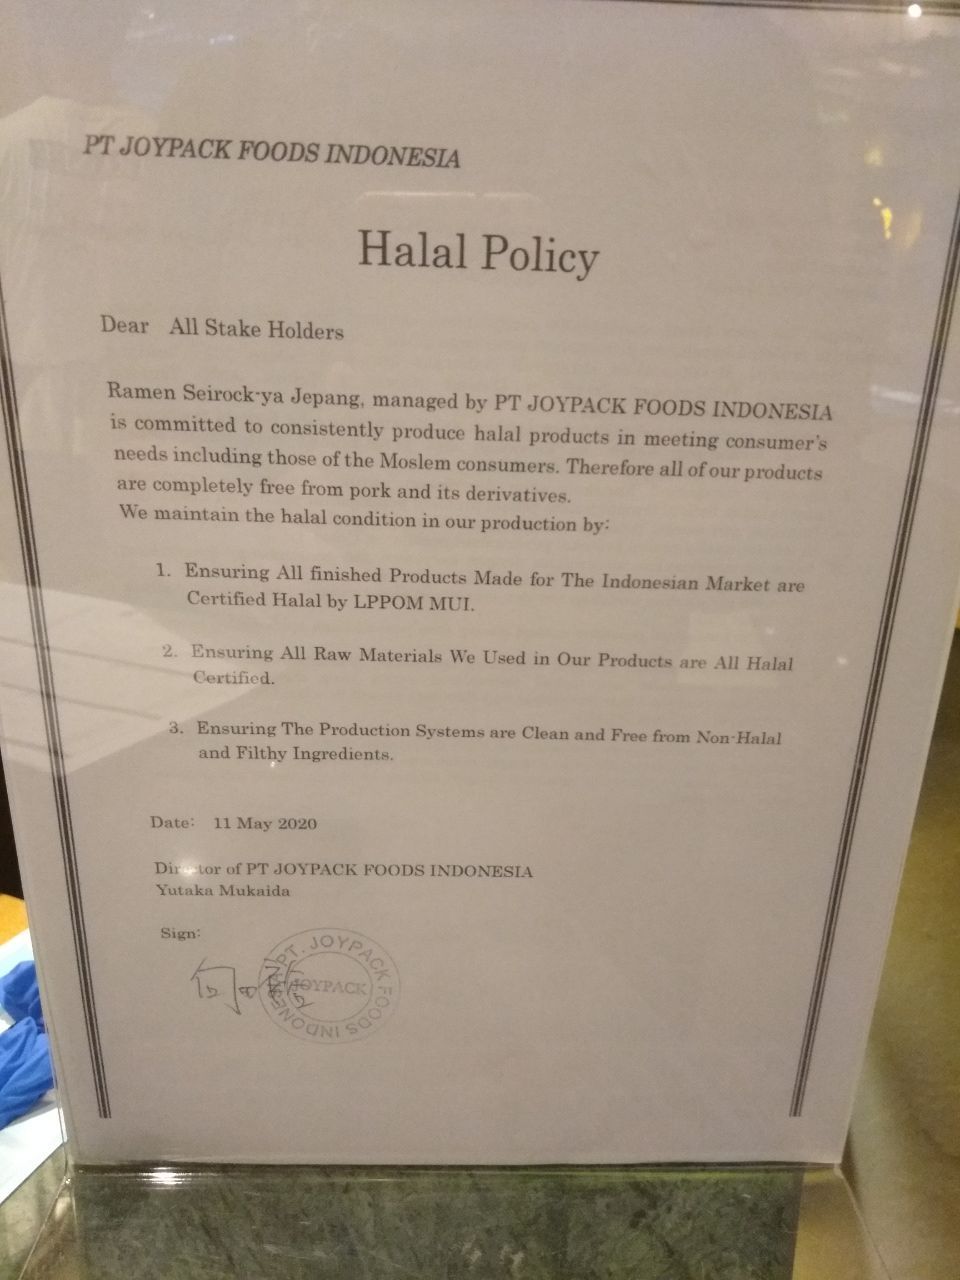 PT JOYPACK FOODS INDONESIA
Halal Policy
Dear All Stake Holders
Ramen Seirock-ya Jepang, managed by PT JOYPACK FOODS INDONESIA
is committed to consistently produce halal products in meeting consumer's
needs including those of the Moslem consumers. Therefore all of our products
are completely free from pork and its derivatives.
We maintain the halal condition in our production by:
1. Ensuring All finished Products Made for The Indonesian Market are
Certified Halal by LPPOM MUI.
2. Ensuring All Raw Materials We Used in Our Products are All Halal
Certified.
3. Ensuring The Production Systems are Clean and Free from Non-Halal
and Filthy Ingredients.
Date: 11 May 2020
Director of PT JOYPACK FOODS INDONESIA
Yutaka Mukaida
Sign:
PT. JOYPACK FOODS INDONESIA
JOYPACK